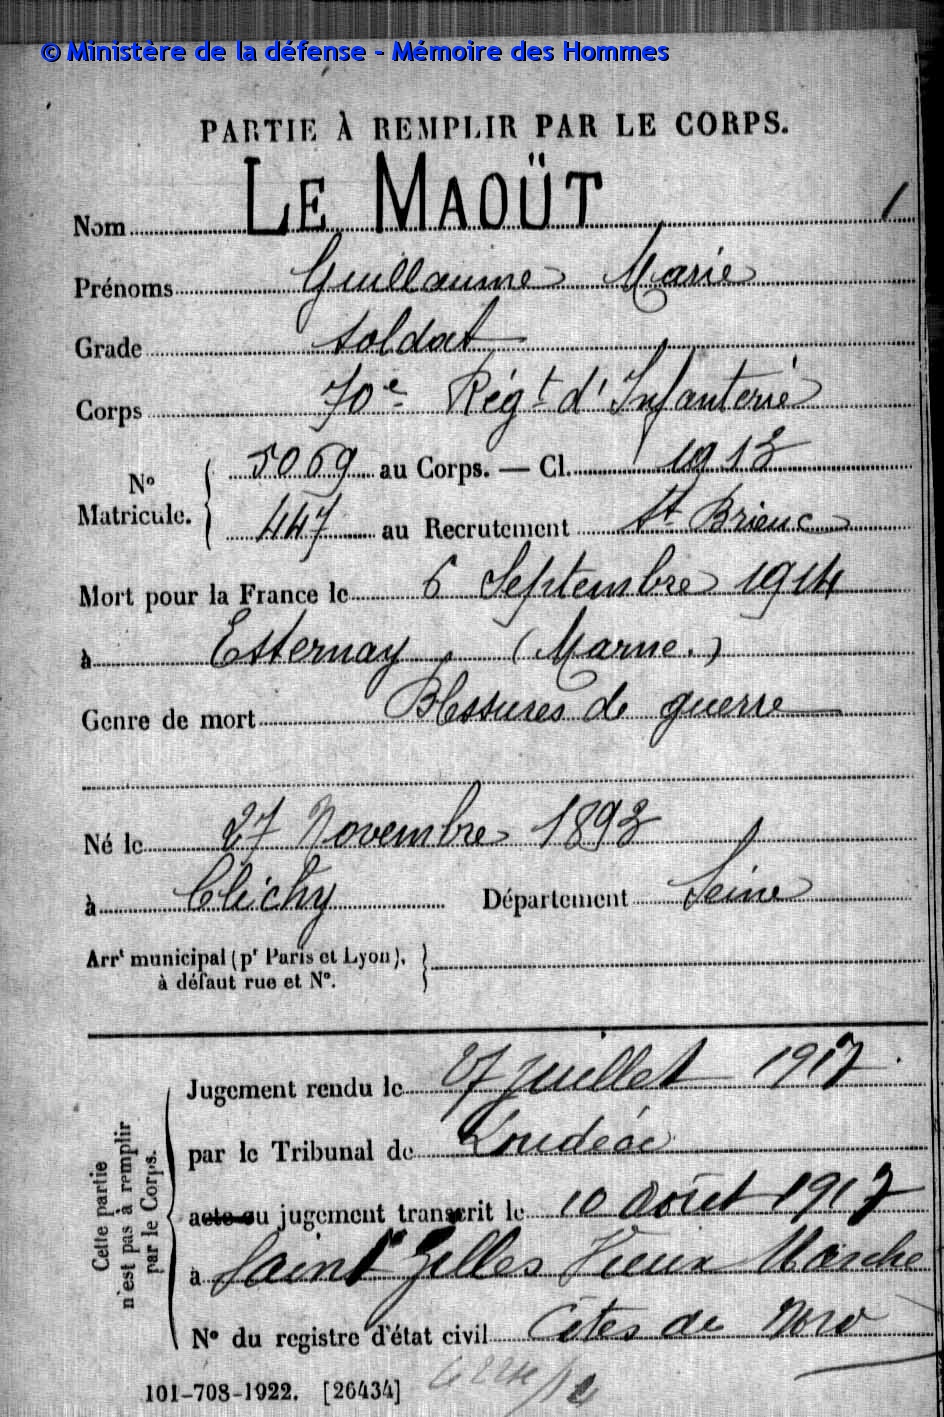 © Ministère de la défense - Mémoire des Hommes
PARTIE À REMPLIR PAR LE CORPS.
Nom LE MAOÜT 1
Prénoms Guillaume Marie
Grade soldat
Corps 70e Régt d'Infanterie
No Matricule. { 5069 au Corps. — Cl. 1913
447 au Recrutement St Brieuc
Mort pour la France le 6 Septembre 1914
à Esternay (Marne.)
Genre de mort Blessures de guerre
Né le 27 Novembre 1893
à Clichy Département Seine
Arrt municipal (pr Paris et Lyon), }
à défaut rue et No.
Cette partie n'est pas à remplir par le Corps.
Jugement rendu le 27 Juillet 1917
par le Tribunal de Loudéac
acte ou jugement transcrit le 10 Août 1917
à Saint Gilles Vieux Marché
No du registre d'état civil Côtes du Nord
101-708-1922. [26434]